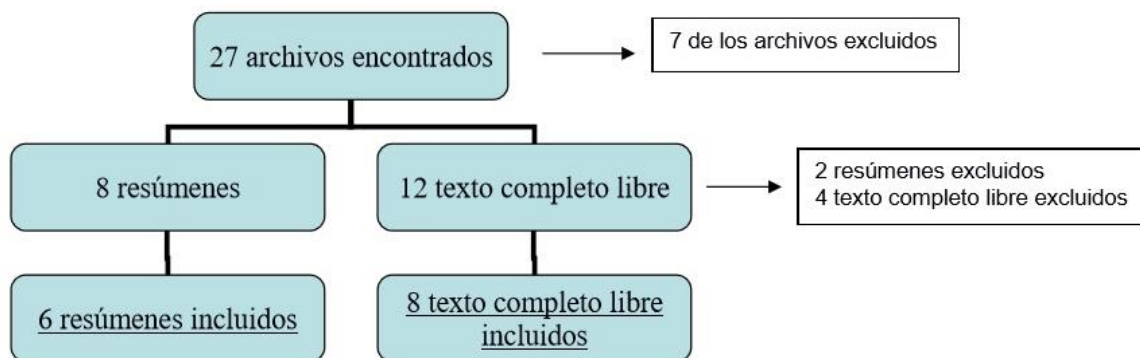 27 archivos encontrados
7 de los archivos excluidos
8 resúmenes
12 texto completo libre
2 resúmenes excluidos
4 texto completo libre excluidos
6 resúmenes incluidos
8 texto completo libre
incluidos